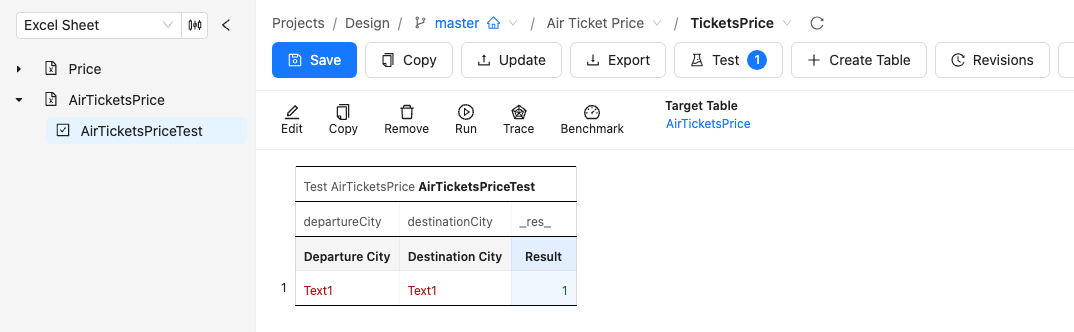 Excel Sheet
Projects / Design / master / Air Ticket Price / TicketsPrice
Save Copy Update Export Test 1 Create Table Revisions
Price
AirTicketsPrice
AirTicketsPriceTest
Edit Copy Remove Run Trace Benchmark
Target Table
AirTicketsPrice
Test AirTicketsPrice AirTicketsPriceTest
departureCity destinationCity _res_
Departure City Destination City Result
1 Text1 Text1 1